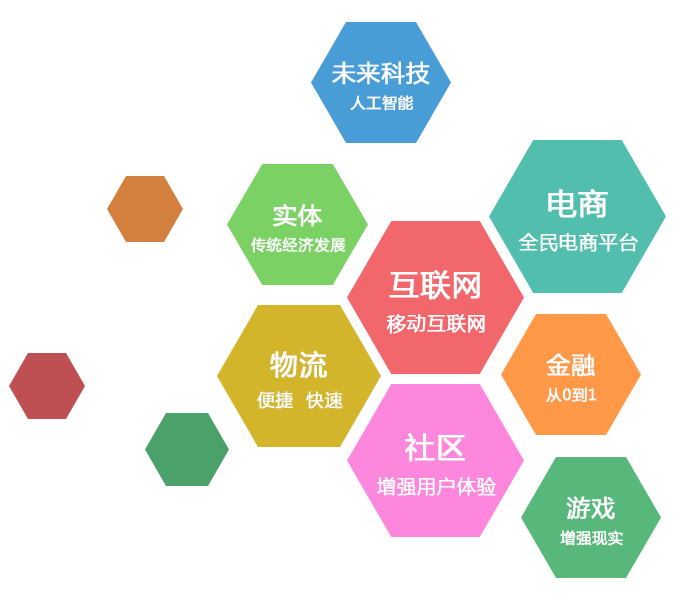 未来科技
人工智能
电商
全民电商平台
实体
传统经济发展
互联网
移动互联网
物流
便捷 快速
金融
从0到1
社区
增强用户体验
游戏
增强现实